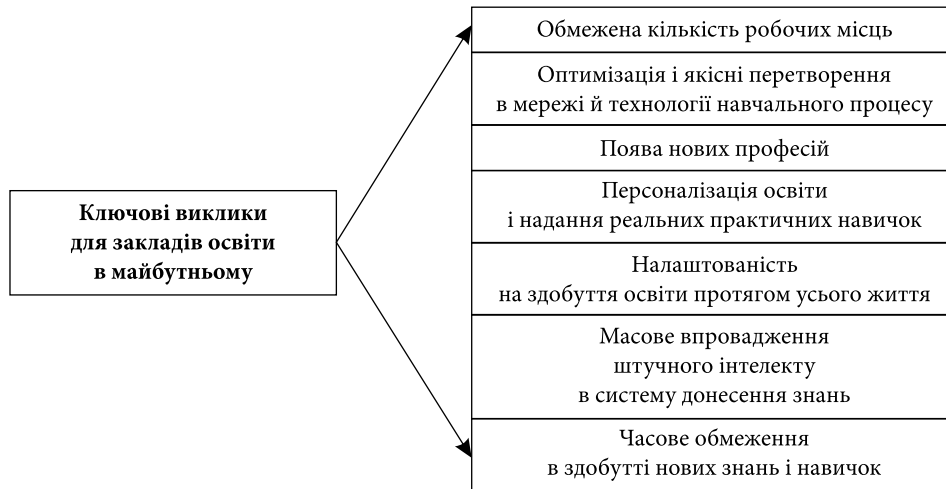 Ключові виклики
для закладів освіти
в майбутньому
Обмежена кількість робочих місць
Оптимізація і якісні перетворення
в мережі й технології навчального процесу
Поява нових професій
Персоналізація освіти
і надання реальних практичних навичок
Налаштованість
на здобуття освіти протягом усього життя
Масове впровадження
штучного інтелекту
в систему донесення знань
Часове обмеження
в здобутті нових знань і навичок